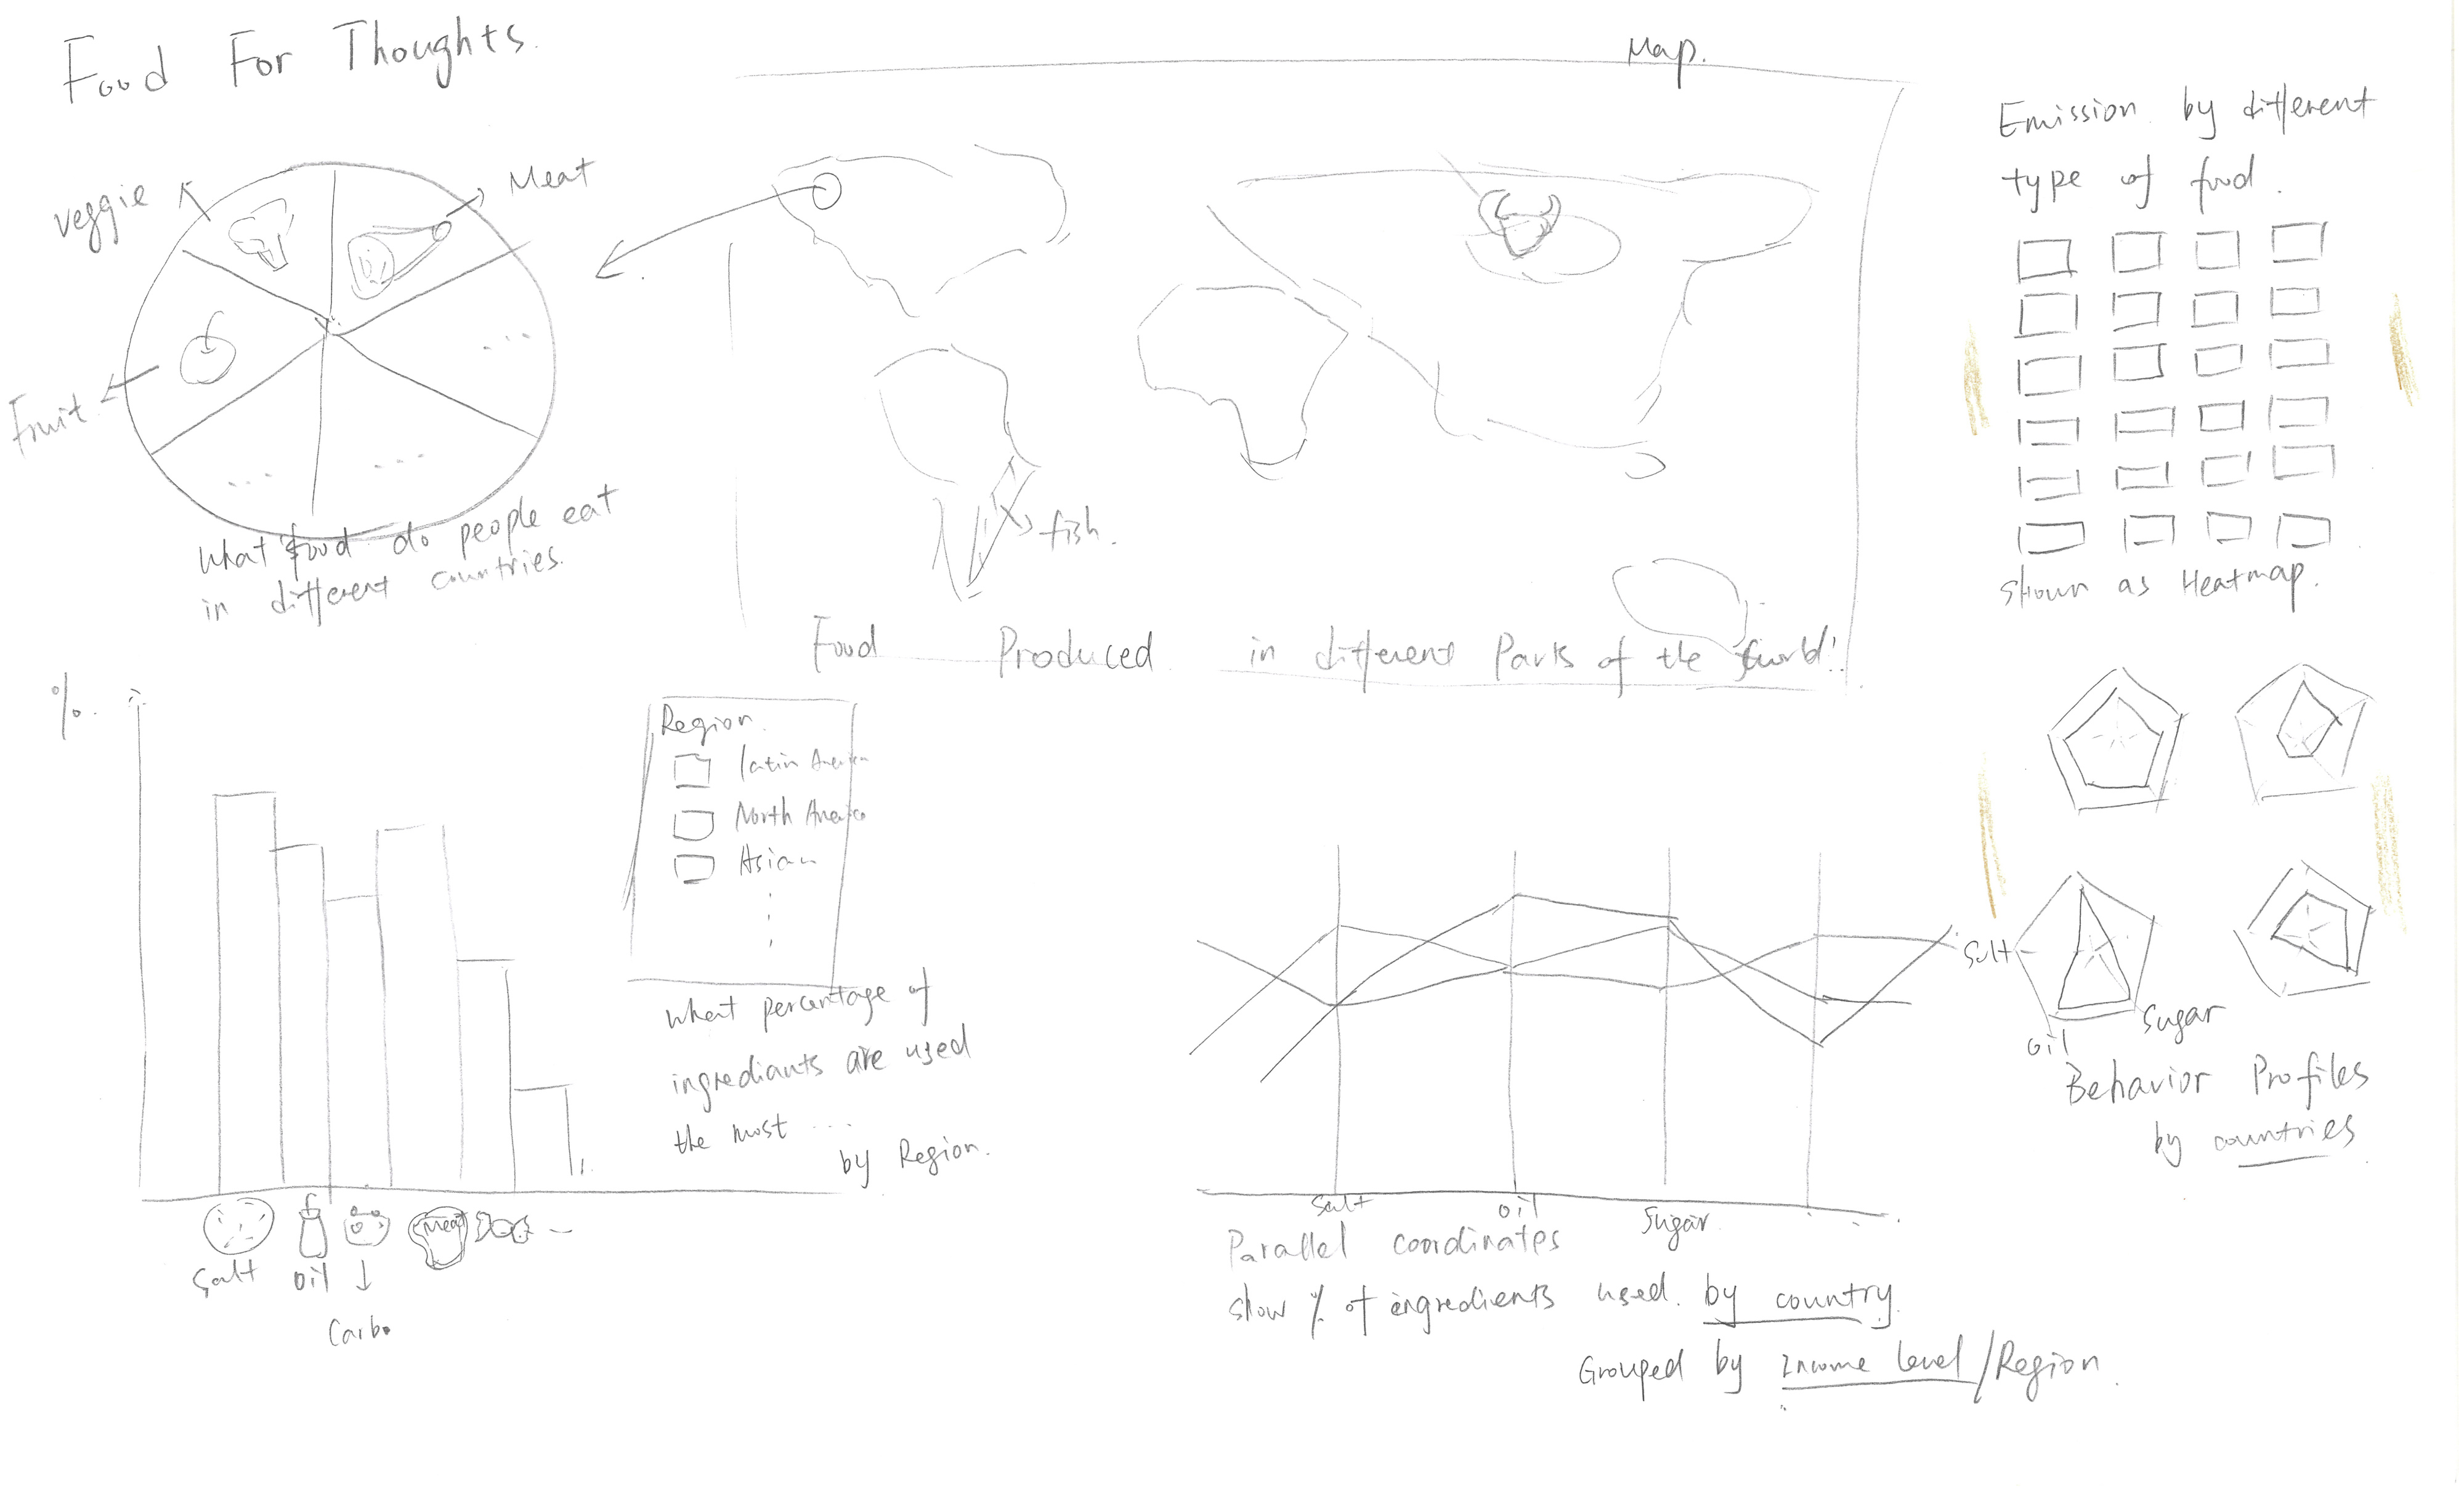 Food For Thoughts.
Map.
Emission by different
type of food.
veggie
Meat
Fruit
...
...
...
What food do people eat
in different countries.
fish.
Food Produced in different Parts of the world!
shown as Heatmap.
%
Region
Latin America
North America
Asian
What percentage of
ingrediants are used
the most ...
by Region.
Meat
Salt
Oil
Carbo
Salt
Oil
Sugar
Parallel coordinates
show % of ingredients used by country
Grouped by Income level/Region.
Salt
Oil
Sugar
Behavior Profiles
by countries